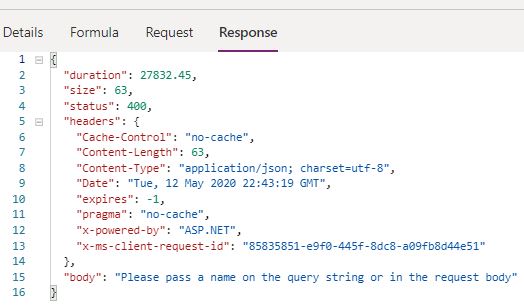 Details Formula Request Response
1 {
2 "duration": 27832.45,
3 "size": 63,
4 "status": 400,
5 "headers": {
6 "Cache-Control": "no-cache",
7 "Content-Length": 63,
8 "Content-Type": "application/json; charset=utf-8",
9 "Date": "Tue, 12 May 2020 22:43:19 GMT",
10 "expires": -1,
11 "pragma": "no-cache",
12 "x-powered-by": "ASP.NET",
13 "x-ms-client-request-id": "85835851-e9f0-445f-8dc8-a09fb8d44e51"
14 },
15 "body": "Please pass a name on the query string or in the request body"
16 }